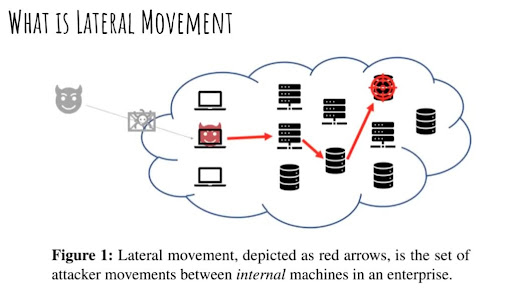 What is Lateral Movement
Figure 1: Lateral movement, depicted as red arrows, is the set of
attacker movements between internal machines in an enterprise.